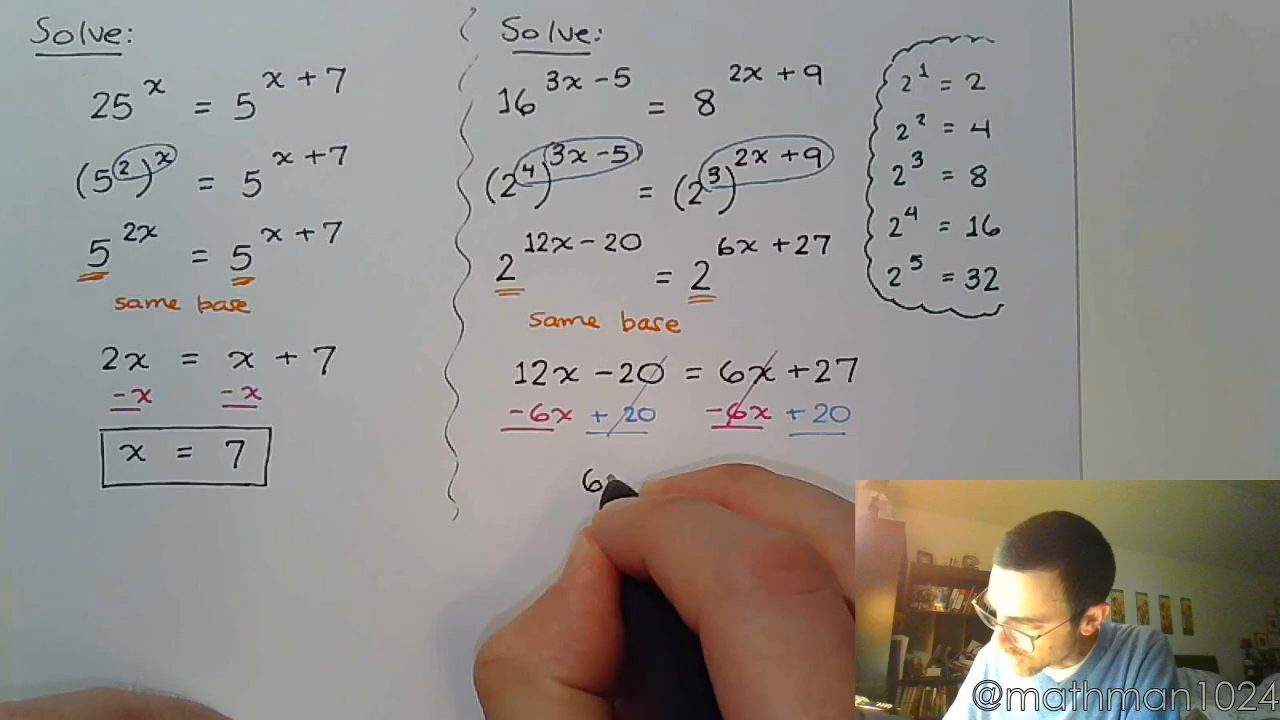 Solve:
25^x = 5^(x + 7)
(5^2)^x = 5^(x + 7)
5^(2x) = 5^(x + 7)
same base
2x = x + 7
-x -x
x = 7
Solve:
16^(3x - 5) = 8^(2x + 9)
(2^4)^(3x - 5) = (2^3)^(2x + 9)
2^(12x - 20) = 2^(6x + 27)
same base
12x - 20 = 6x + 27
-6x + 20 -6x + 20
6
2^1 = 2
2^2 = 4
2^3 = 8
2^4 = 16
2^5 = 32
@mathman1024